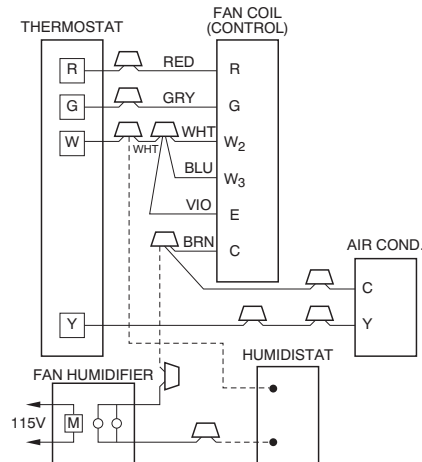 FAN COIL
(CONTROL)
THERMOSTAT
R RED R
G GRY G
W WHT W2
WHT
BLU W3
VIO E
BRN C
AIR COND.
C
Y Y
HUMIDISTAT
FAN HUMIDIFIER
115V M